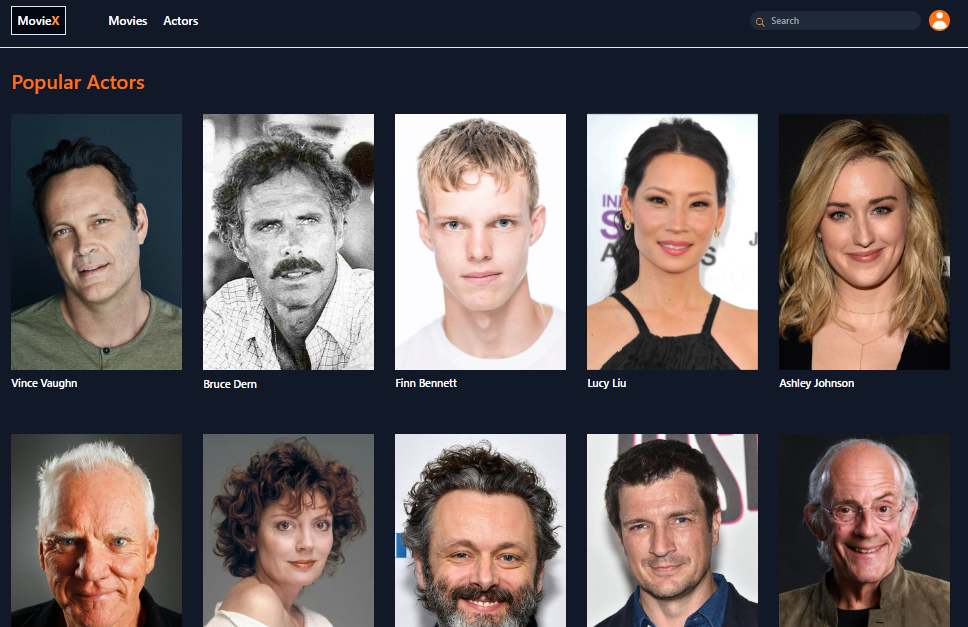 MovieX
Movies
Actors
Search
Popular Actors
Vince Vaughn
Bruce Dern
Finn Bennett
Lucy Liu
Ashley Johnson